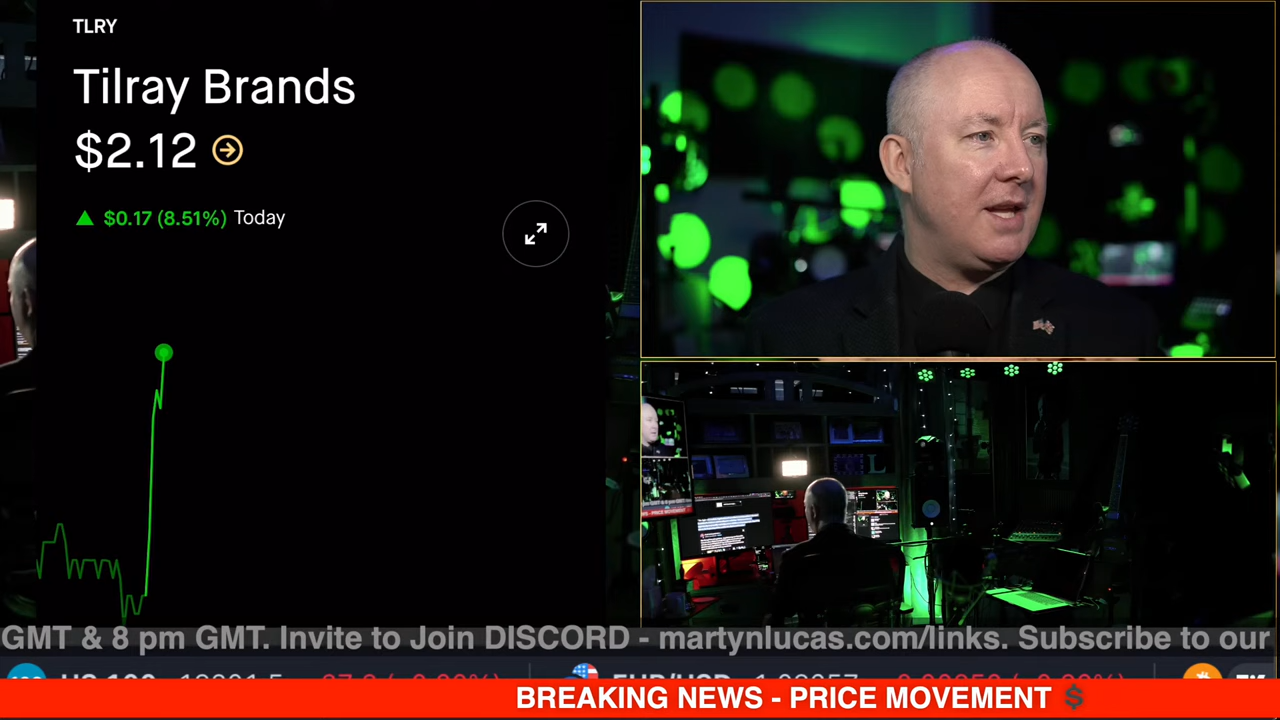 TLRY
Tilray Brands
$2.12
$0.17 (8.51%) Today
GMT & 8 pm GMT. Invite to Join DISCORD - martynlucas.com/links. Subscribe to our
BREAKING NEWS - PRICE MOVEMENT $